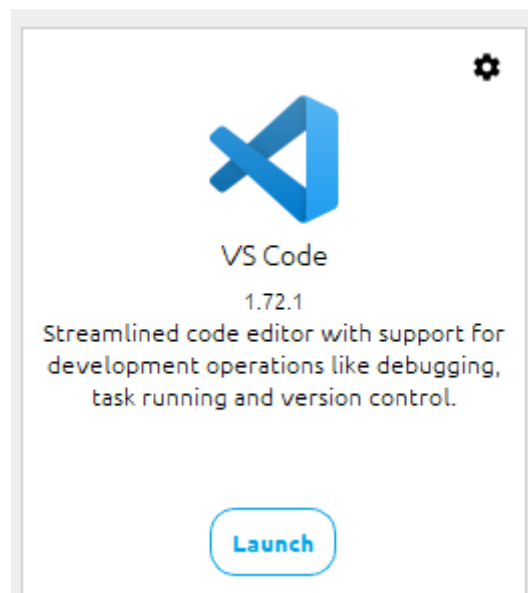 VS Code
1.72.1
Streamlined code editor with support for
development operations like debugging,
task running and version control.
Launch